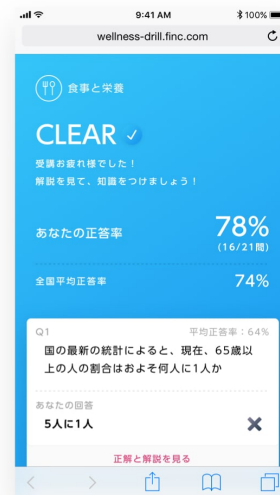 9:41 AM
100%
wellness-drill.finc.com
食事と栄養
CLEAR
受講お疲れ様でした！
解説を見て、知識をつけましょう！
あなたの正答率
78%
(16/21問)
全国平均正答率
74%
Q1
平均正答率：64%
国の最新の統計によると、現在、65歳以
上の人の割合はおよそ何人に1人か
あなたの回答
5人に1人
正解と解説を見る